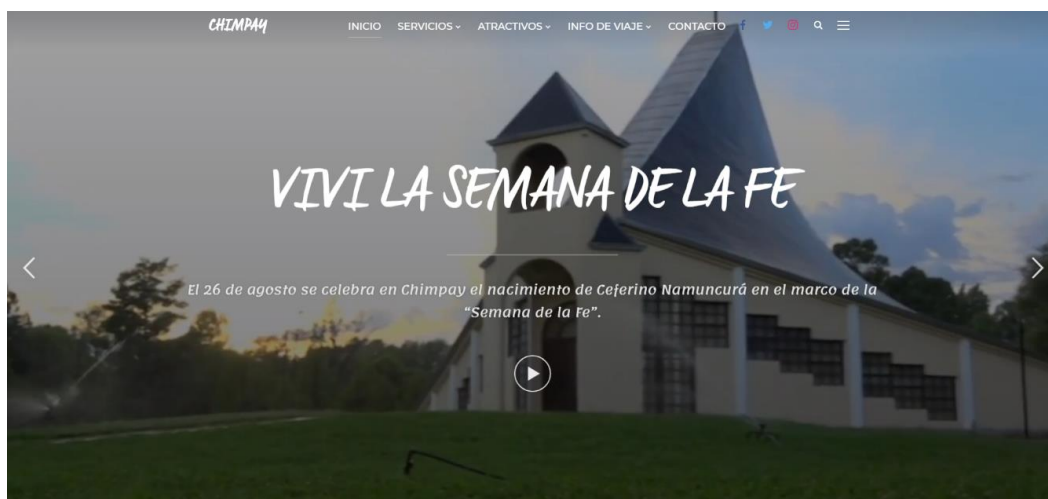 CHIMPAY
INICIO SERVICIOS ATRACTIVOS INFO DE VIAJE CONTACTO
VIVI LA SEMANA DE LA FE
El 26 de agosto se celebra en Chimpay el nacimiento de Ceferino Namuncurá en el marco de la
“Semana de la Fe”.